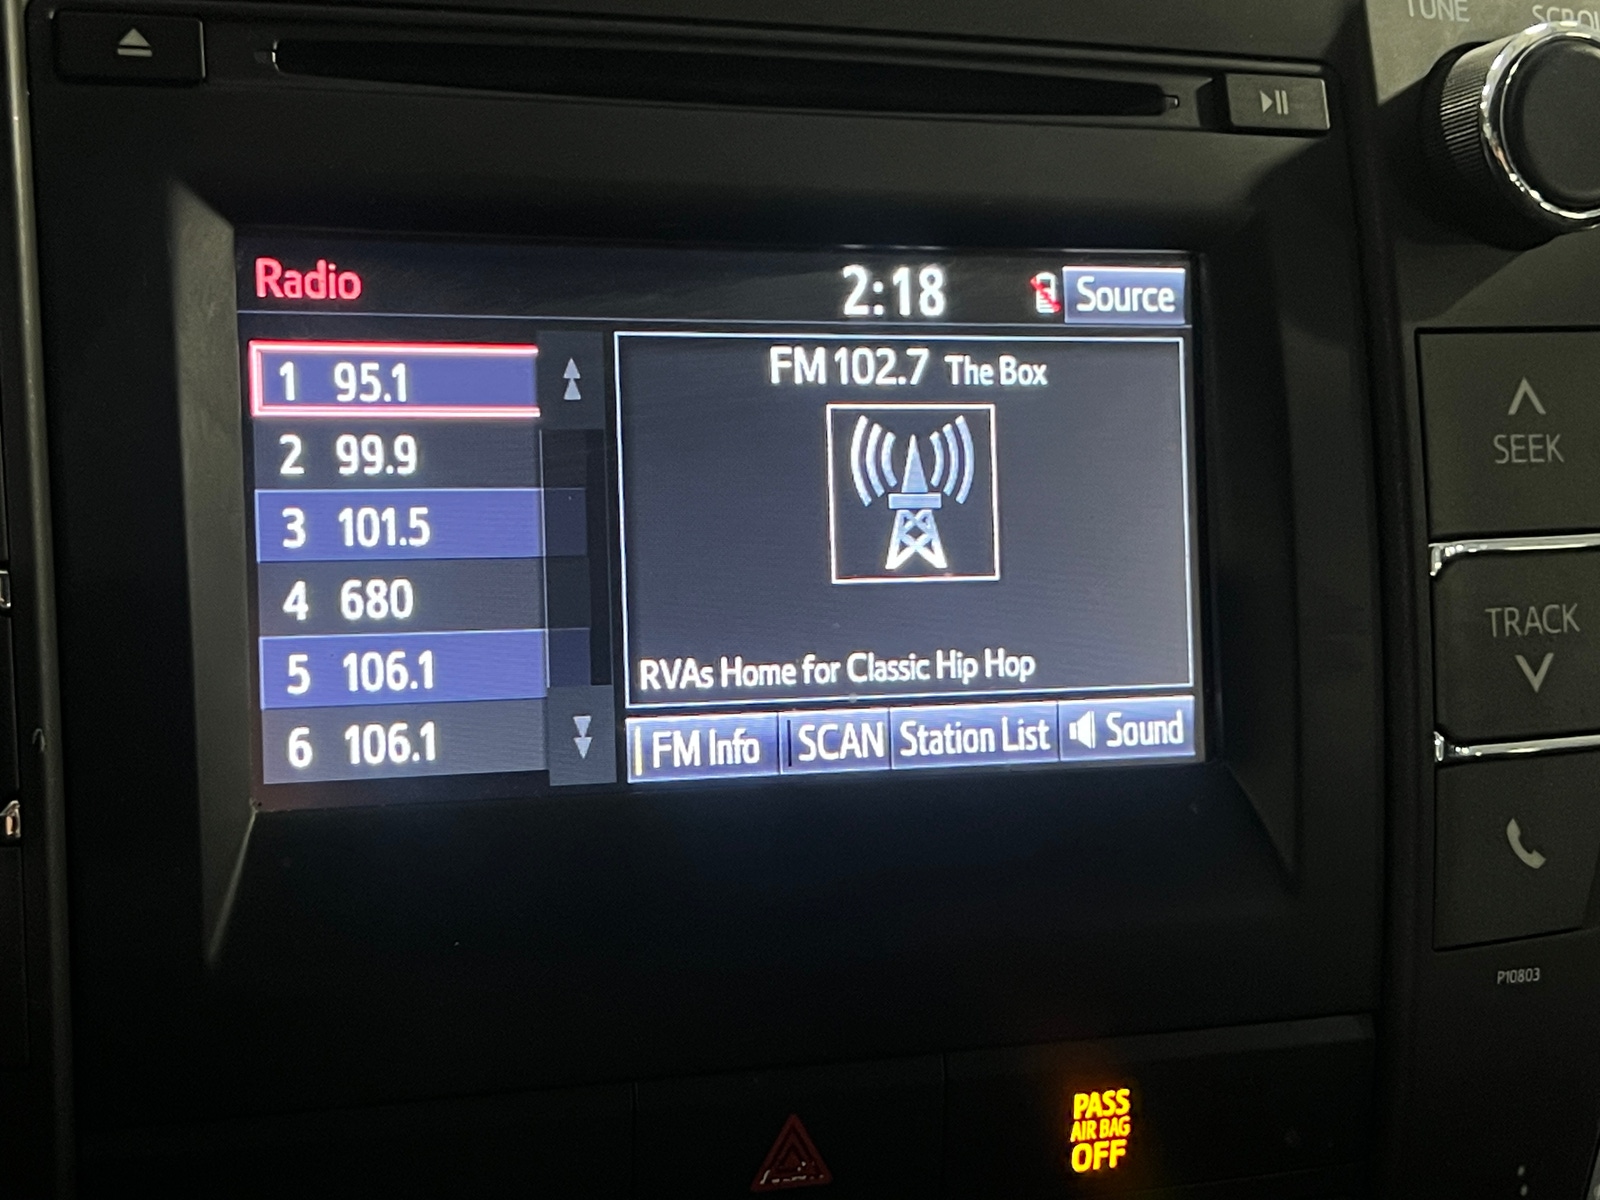 TUNE
Radio
2:18
Source
1 95.1
2 99.9
3 101.5
4 680
5 106.1
6 106.1
FM 102.7 The Box
RVAs Home for Classic Hip Hop
FM Info
SCAN
Station List
Sound
SEEK
TRACK
P10803
PASS
AIR BAG
OFF